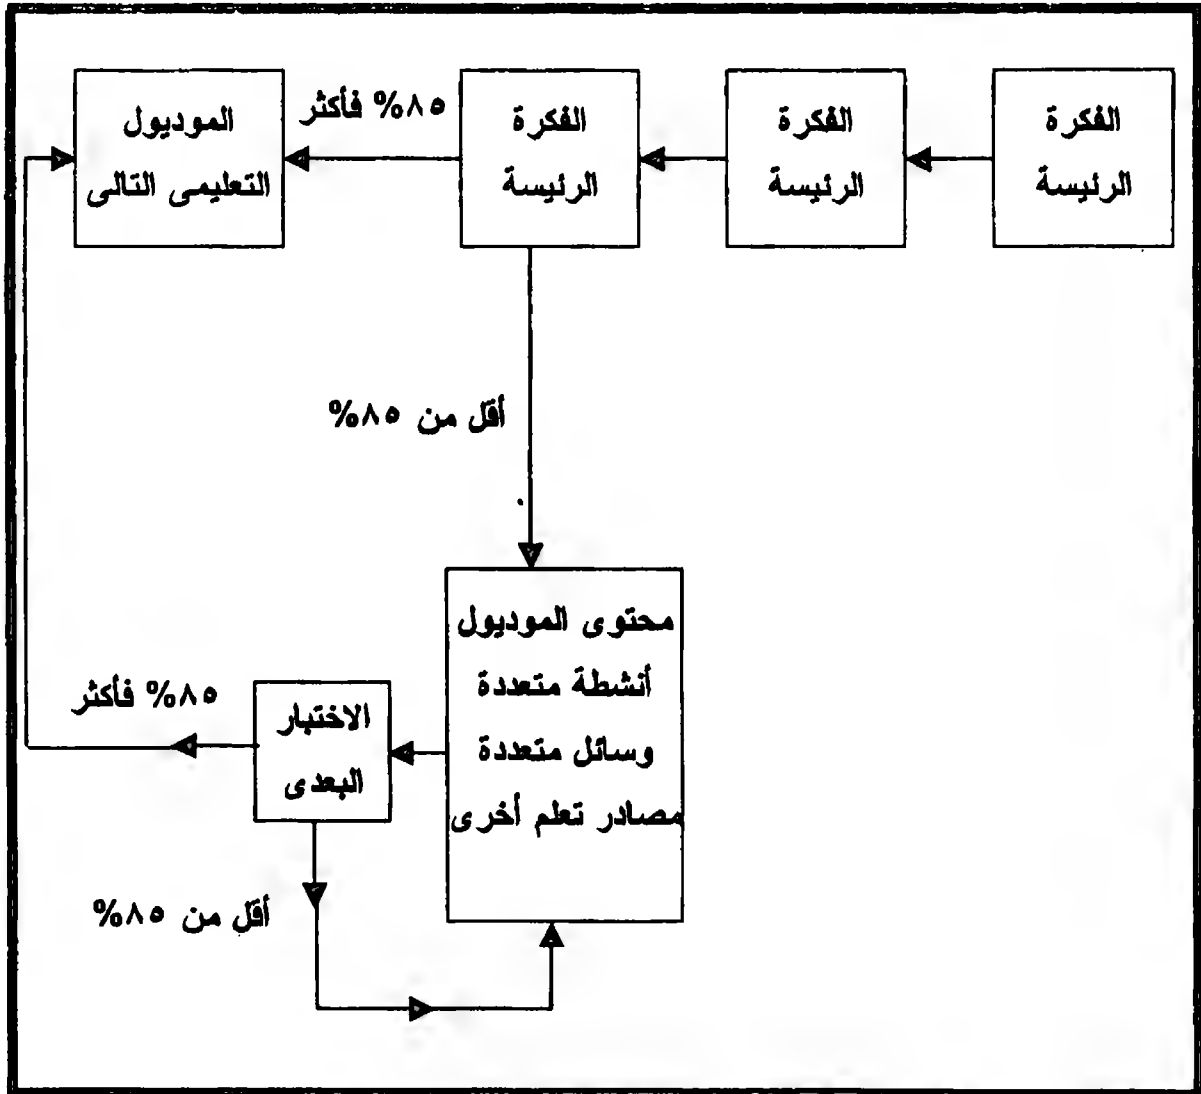 الفكرة
الرئيسة
الفكرة
الرئيسة
الفكرة
الرئيسة
٨٥% فأكثر
الموديول
التعليمى التالى
أقل من ٨٥%
محتوى الموديول
أنشطة متعددة
وسائل متعددة
مصادر تعلم أخرى
الاختبار
البعدى
٨٥% فأكثر
أقل من ٨٥%